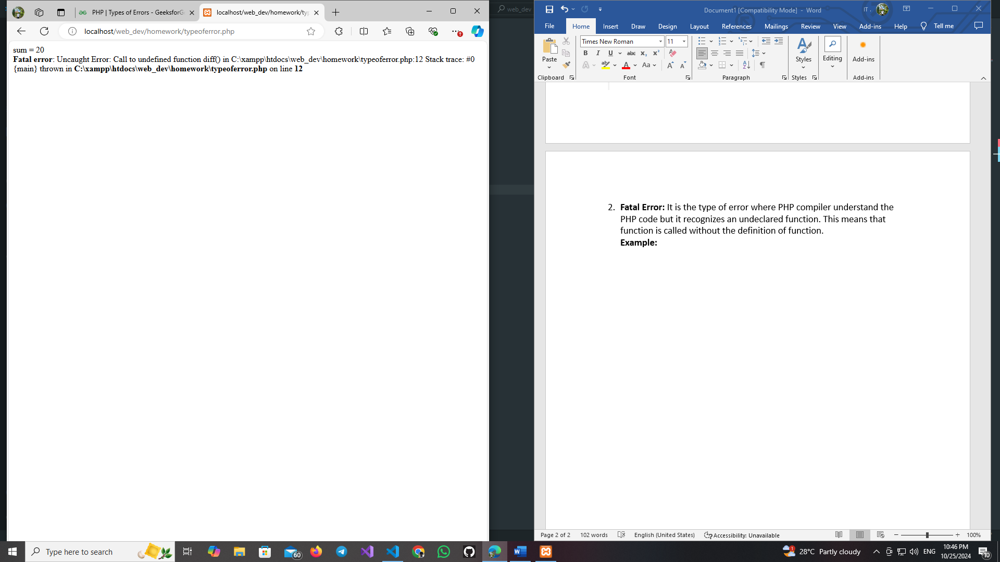 PHP | Types of Errors - GeeksforG
localhost/web_dev/homework/typ
localhost/web_dev/homework/typeoferror.php
sum = 20
Fatal error: Uncaught Error: Call to undefined function diff() in C:\xampp\htdocs\web_dev\homework\typeoferror.php:12 Stack trace: #0
{main} thrown in C:\xampp\htdocs\web_dev\homework\typeoferror.php on line 12
web_dev
Document1 [Compatibility Mode] - Word
IT .
File Home Insert Draw Design Layout References Mailings Review View Add-ins Help Tell me
Times New Roman 11
Paste
B I U abc x₂ x²
A A Aa A A
Styles
Editing
Add-ins
Clipboard Font Paragraph Styles Add-ins
2. Fatal Error: It is the type of error where PHP compiler understand the
PHP code but it recognizes an undeclared function. This means that
function is called without the definition of function.
Example:
Page 2 of 2 102 words English (United States) Accessibility: Unavailable 100%
Type here to search
60
1
28°C Partly cloudy
ENG
10:46 PM
10/25/2024
10